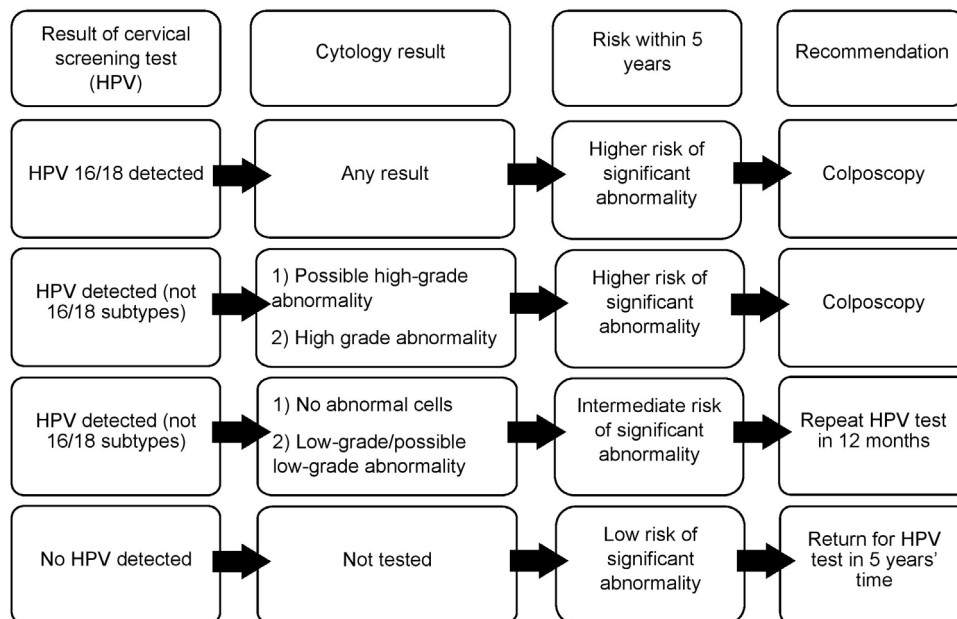 Result of cervical
screening test
(HPV)
Cytology result
Risk within 5
years
Recommendation
HPV 16/18 detected
Any result
Higher risk of
significant
abnormality
Colposcopy
HPV detected (not
16/18 subtypes)
1) Possible high-grade
abnormality
2) High grade abnormality
Higher risk of
significant
abnormality
Colposcopy
HPV detected (not
16/18 subtypes)
1) No abnormal cells
2) Low-grade/possible
low-grade abnormality
Intermediate risk
of significant
abnormality
Repeat HPV test
in 12 months
No HPV detected
Not tested
Low risk of
significant
abnormality
Return for HPV
test in 5 years'
time